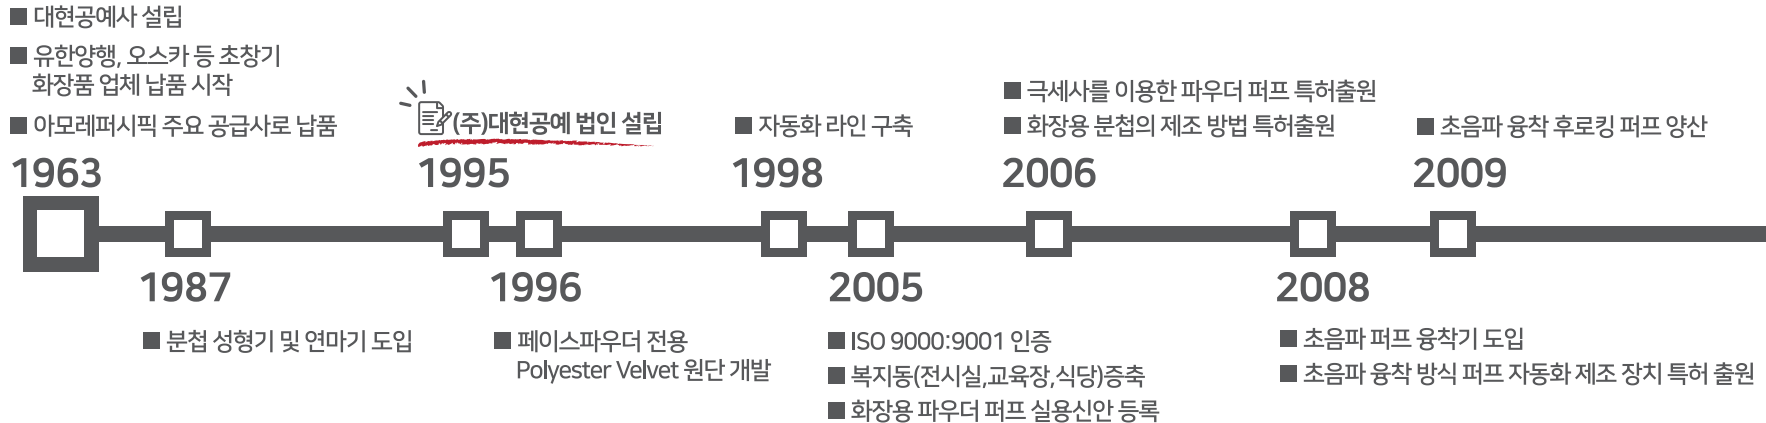 ■ 대현공예사 설립
■ 유한양행, 오스카 등 초창기
화장품 업체 납품 시작
■ 아모레퍼시픽 주요 공급사로 납품
1963
1987
■ 분첩 성형기 및 연마기 도입
(주)대현공예 법인 설립
1995
1996
■ 페이스파우더 전용
Polyester Velvet 원단 개발
■ 자동화 라인 구축
1998
2005
■ ISO 9000:9001 인증
■ 복지동(전시실,교육장,식당)증축
■ 화장용 파우더 퍼프 실용신안 등록
■ 극세사를 이용한 파우더 퍼프 특허출원
■ 화장용 분첩의 제조 방법 특허출원
2006
2008
■ 초음파 퍼프 융착기 도입
■ 초음파 융착 방식 퍼프 자동화 제조 장치 특허 출원
■ 초음파 융착 후로킹 퍼프 양산
2009